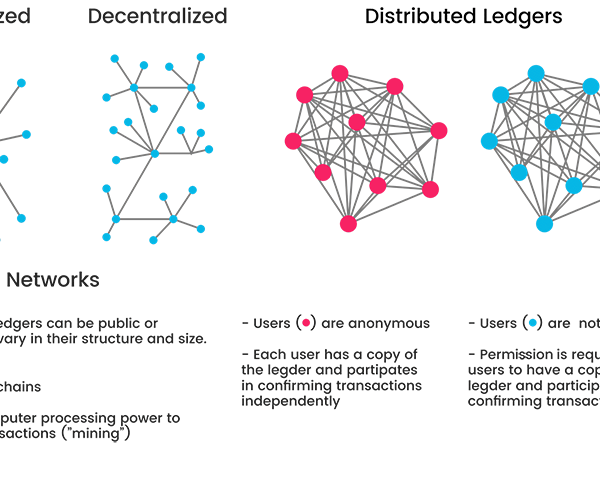 zed
Decentralized
Distributed Ledgers
Networks
edgers can be public or
vary in their structure and size.
chains
puter processing power to
sactions ("mining")
- Users ( ) are anonymous
- Each user has a copy of
the legder and partipates
in confirming transactions
independently
- Users ( ) are not
- Permission is requ
users to have a cop
legder and particip
confirming transac